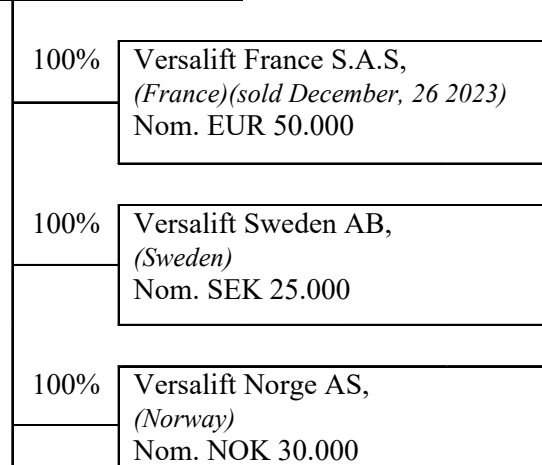 100% Versalift France S.A.S,
(France)(sold December, 26 2023)
Nom. EUR 50.000
100% Versalift Sweden AB,
(Sweden)
Nom. SEK 25.000
100% Versalift Norge AS,
(Norway)
Nom. NOK 30.000